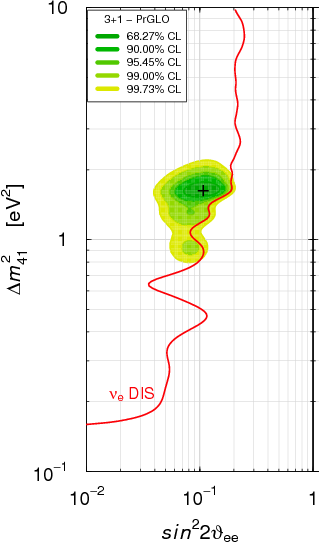 10
3+1 − PrGLO
68.27% CL
90.00% CL
95.45% CL
99.00% CL
99.73% CL
Δm²₄₁ [eV²]
1
νₑ DIS
10⁻¹
10⁻² 10⁻¹ 1
sin²2ϑₑₑ